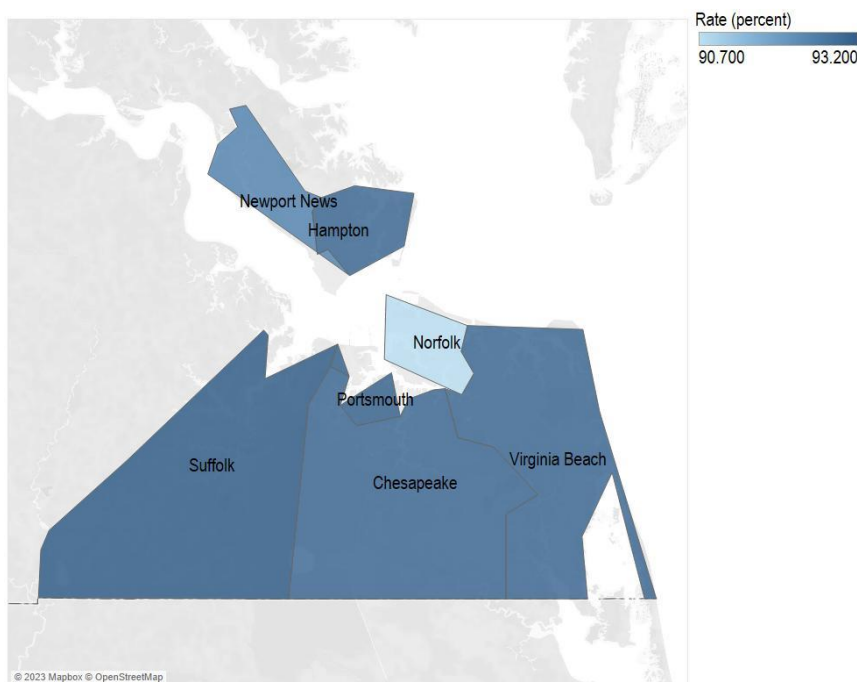 Rate (percent)
90.700 93.200
Newport News
Hampton
Norfolk
Portsmouth
Virginia Beach
Suffolk
Chesapeake
© 2023 Mapbox © OpenStreetMap